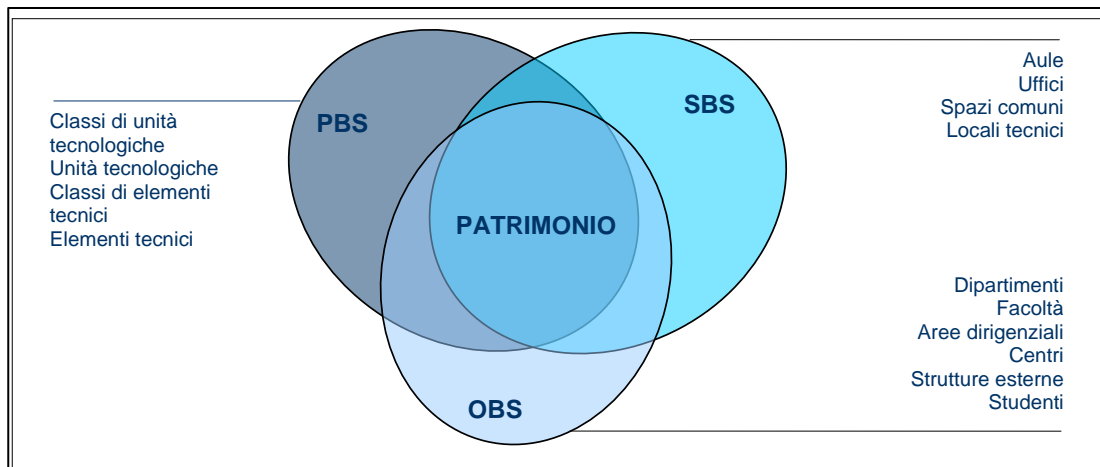 Aule
Uffici
Spazi comuni
Locali tecnici
SBS
PBS
Classi di unità
tecnologiche
Unità tecnologiche
Classi di elementi
tecnici
Elementi tecnici
PATRIMONIO
Dipartimenti
Facoltà
Aree dirigenziali
Centri
Strutture esterne
Studenti
OBS